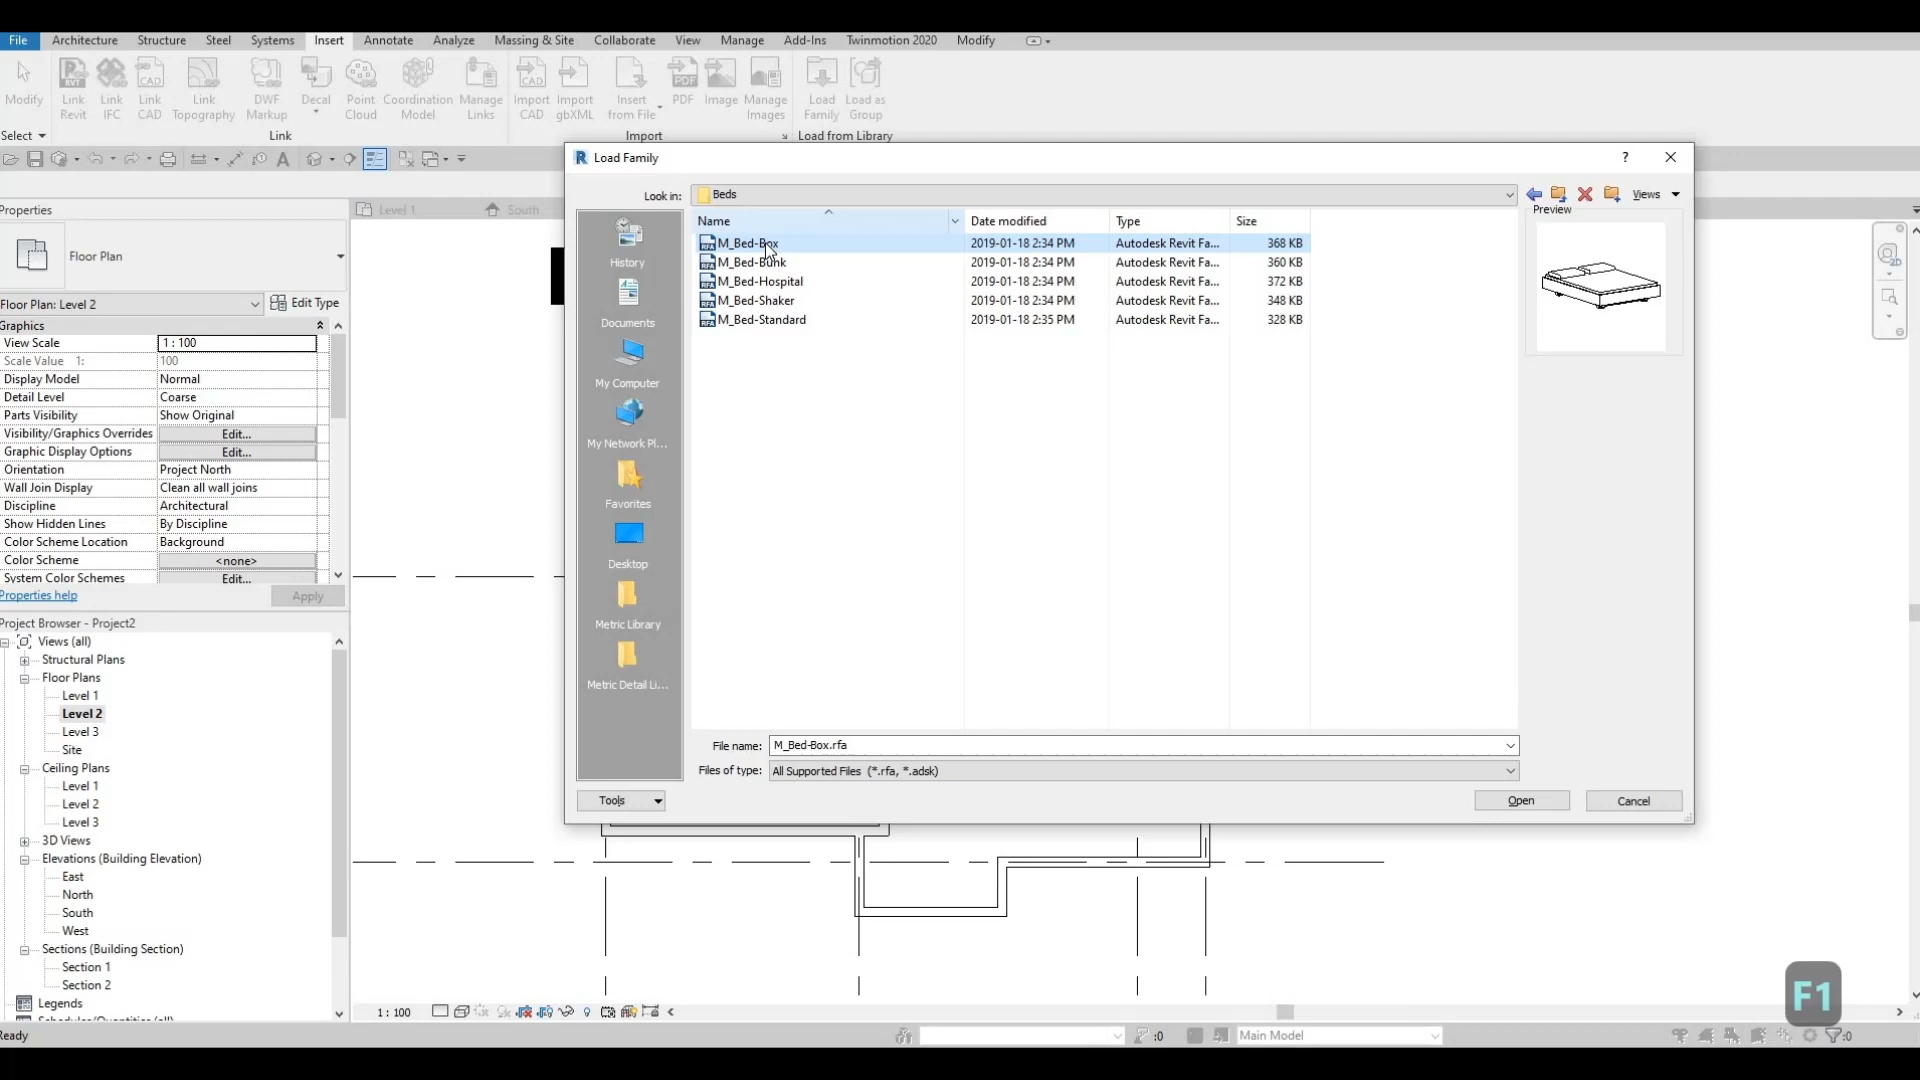 File Architecture Structure Steel Systems Insert Annotate Analyze Massing & Site Collaborate View Manage Add-Ins Twinmotion 2020 Modify
Modify
Link Revit
Link IFC
Link CAD
Link Topography
DWF Markup
Decal
Point Cloud
Coordination Model
Manage Links
Import CAD
Import gbXML
Insert from File
PDF
Image
Manage Images
Load Family
Load as Group
Select
Link
Import
Load from Library
Level 1
South
Properties
Floor Plan
Floor Plan: Level 2
Edit Type
Graphics
View Scale 1 : 100
Scale Value 1: 100
Display Model Normal
Detail Level Coarse
Parts Visibility Show Original
Visibility/Graphics Overrides Edit...
Graphic Display Options Edit...
Orientation Project North
Wall Join Display Clean all wall joins
Discipline Architectural
Show Hidden Lines By Discipline
Color Scheme Location Background
Color Scheme <none>
System Color Schemes Edit...
Properties help
Apply
Project Browser - Project2
Views (all)
Structural Plans
Floor Plans
Level 1
Level 2
Level 3
Site
Ceiling Plans
Level 1
Level 2
Level 3
3D Views
Elevations (Building Elevation)
East
North
South
West
Sections (Building Section)
Section 1
Section 2
Legends
Schedules/Quantities (all)
Ready
Load Family
?
Look in: Beds
Views
Preview
Name Date modified Type Size
M_Bed-Box 2019-01-18 2:34 PM Autodesk Revit Fa... 368 KB
M_Bed-Bunk 2019-01-18 2:34 PM Autodesk Revit Fa... 360 KB
M_Bed-Hospital 2019-01-18 2:34 PM Autodesk Revit Fa... 372 KB
M_Bed-Shaker 2019-01-18 2:34 PM Autodesk Revit Fa... 348 KB
M_Bed-Standard 2019-01-18 2:35 PM Autodesk Revit Fa... 328 KB
History
Documents
My Computer
My Network Pl...
Favorites
Desktop
Metric Library
Metric Detail Li...
File name: M_Bed-Box.rfa
Files of type: All Supported Files (*.rfa, *.adsk)
Tools
Open
Cancel
1 : 100
:0
Main Model
:0
F1